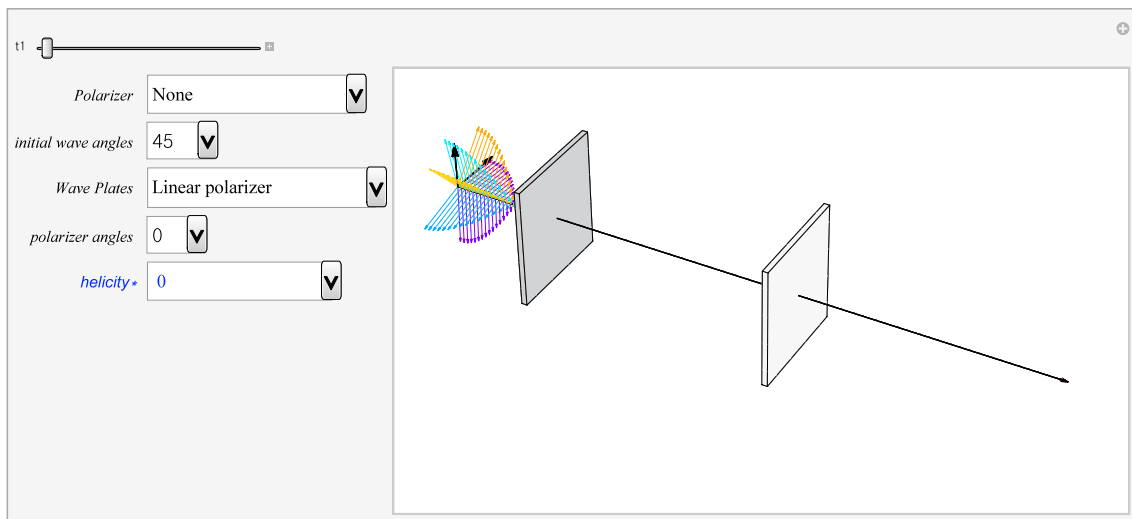 t1
Polarizer None
initial wave angles 45
Wave Plates Linear polarizer
polarizer angles 0
helicity* 0